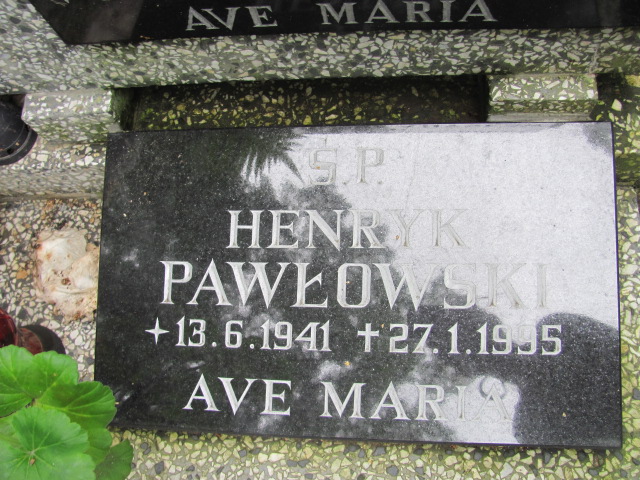 AVE MARIA
Ś P
HENRYK
PAWŁOWSKI
13.6.1941 27.1.1995
AVE MARIA